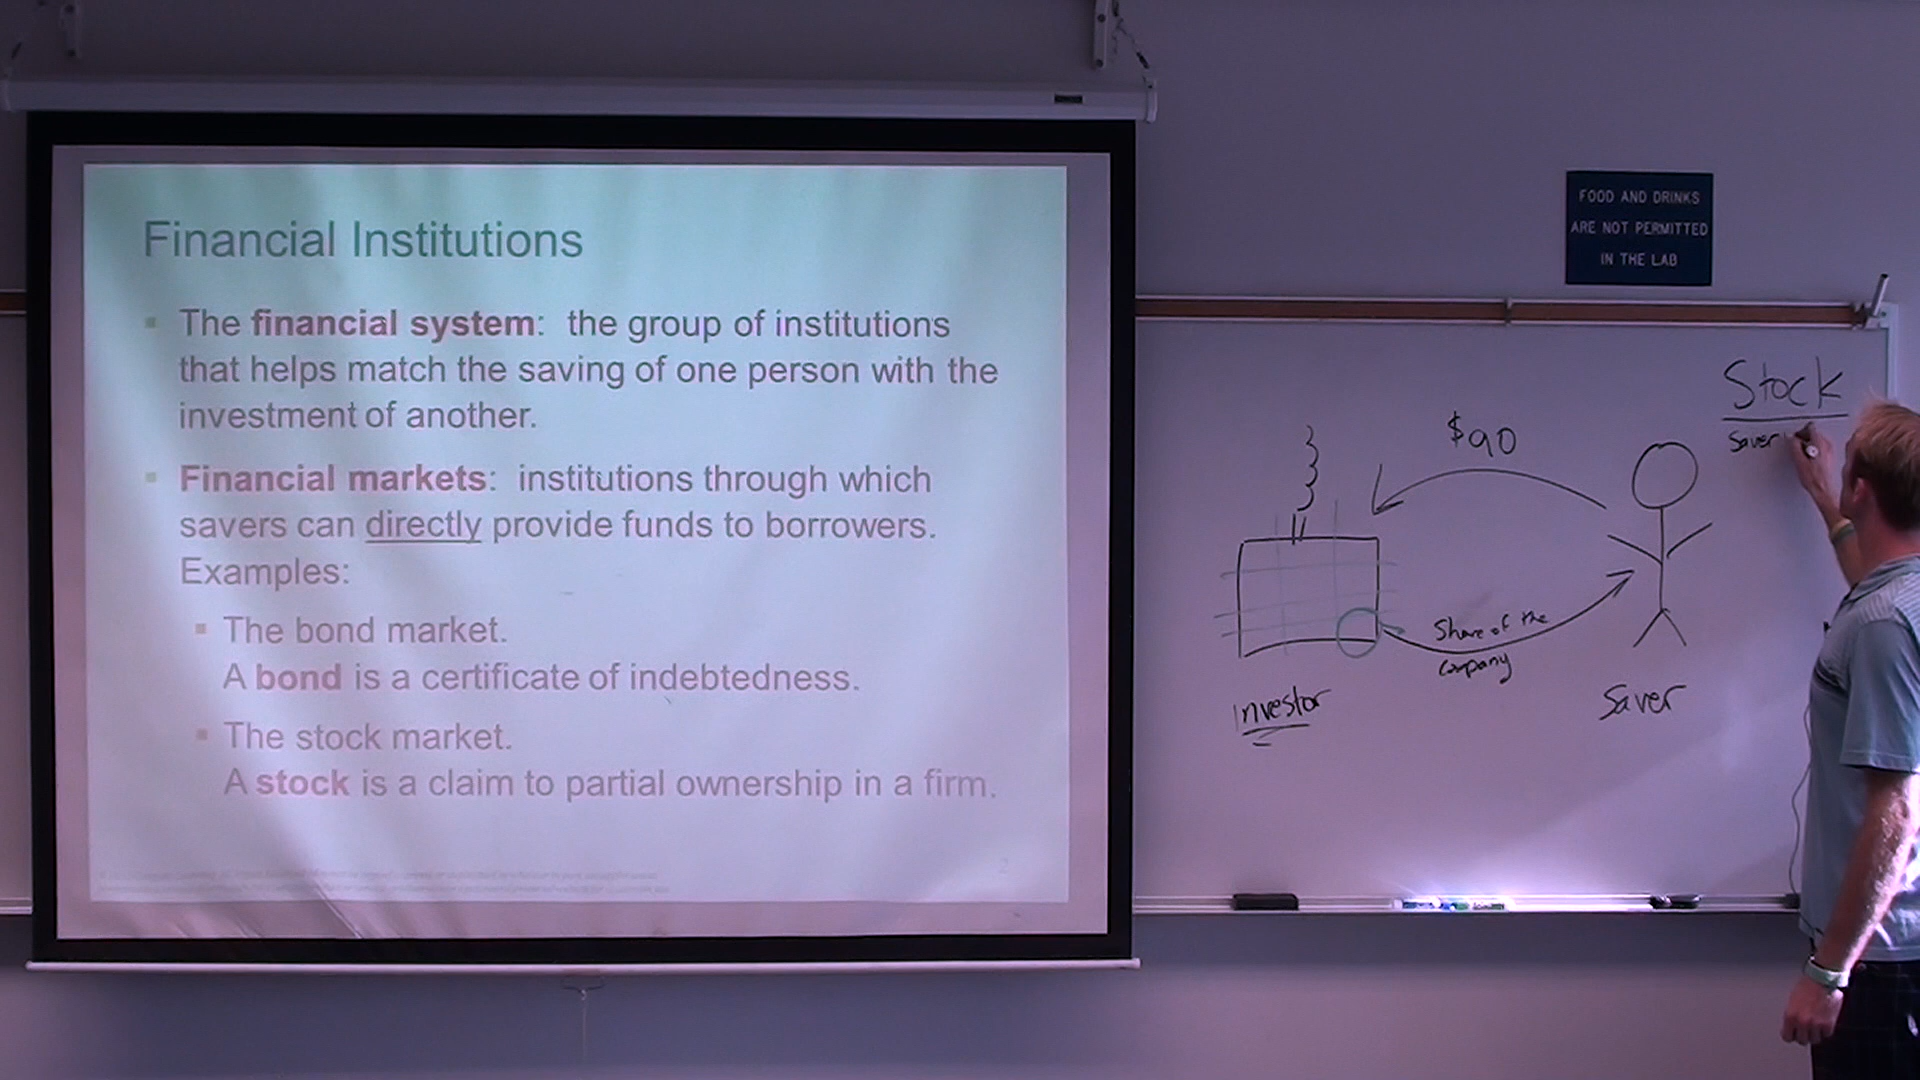 Financial Institutions
▪ The financial system: the group of institutions
that helps match the saving of one person with the
investment of another.
▪ Financial markets: institutions through which
savers can directly provide funds to borrowers.
Examples:
▪ The bond market.
A bond is a certificate of indebtedness.
▪ The stock market.
A stock is a claim to partial ownership in a firm.
2
FOOD AND DRINKS
ARE NOT PERMITTED
IN THE LAB
Stock
Saver
$90
Share of the
Company
Investor
Saver